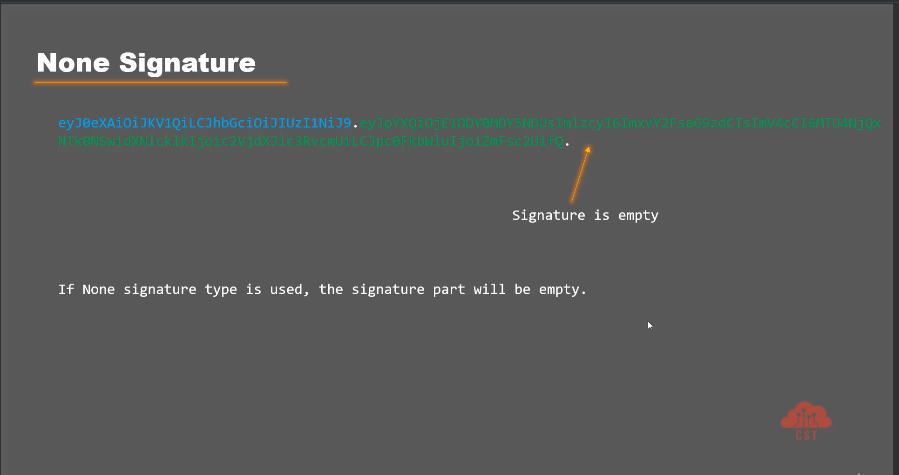 None Signature
eyJ0eXAiOiJKV1QiLCJhbGciOiJIUzI1NiJ9.
Signature is empty
If None signature type is used, the signature part will be empty.
CST